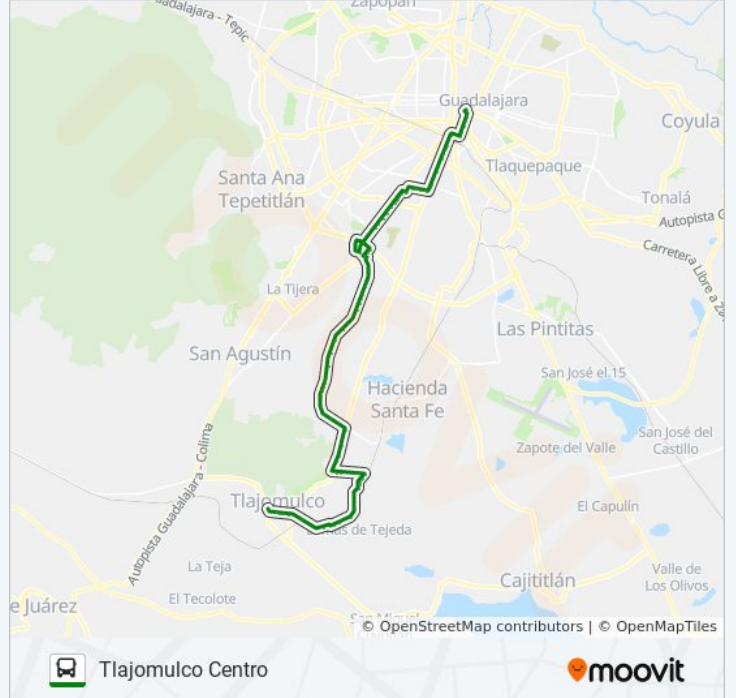 Zapopan
Guadalajara - Tepic
Guadalajara
Coyula
Tlaquepaque
Santa Ana
Tepetitlán
Tonalá
Autopista G
Carretera Libre a Za
La Tijera
Las Pintitas
San Agustín
San José el 15
Hacienda
Santa Fe
San José del
Castillo
Zapote del Valle
Autopista Guadalajara - Colima
Tlajomulco
El Capulín
de Tejeda
La Teja
Cajititlán
Valle de
Los Olivos
El Tecolote
e Juárez
San Miguel
© OpenStreetMap contributors | © OpenMapTiles
Tlajomulco Centro
moovit